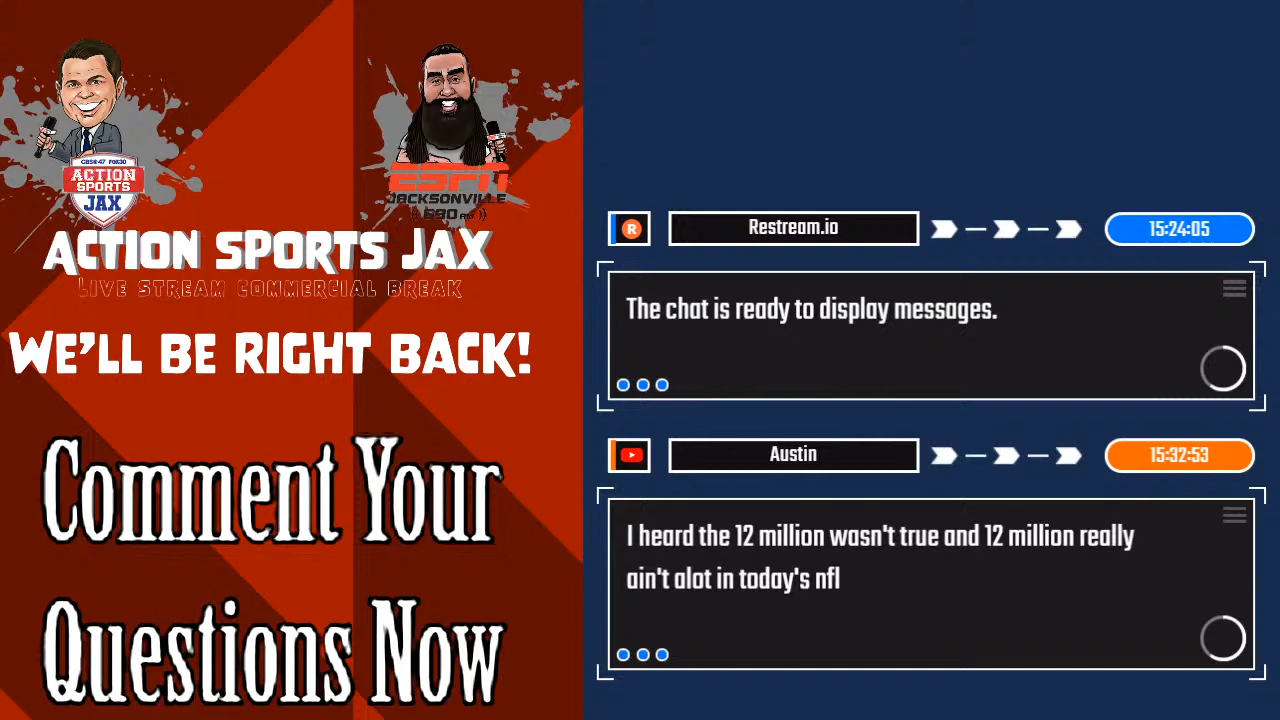 CBS 47 FOX30
ACTION
SPORTS
JAX
ESPN
JACKSONVILLE
690 AM
ACTION SPORTS JAX
LIVE STREAM COMMERCIAL BREAK
WE'LL BE RIGHT BACK!
Comment Your
Questions Now
R
Restream.io
15:24:05
The chat is ready to display messages.
Austin
15:32:53
I heard the 12 million wasn't true and 12 million really
ain't alot in today's nfl